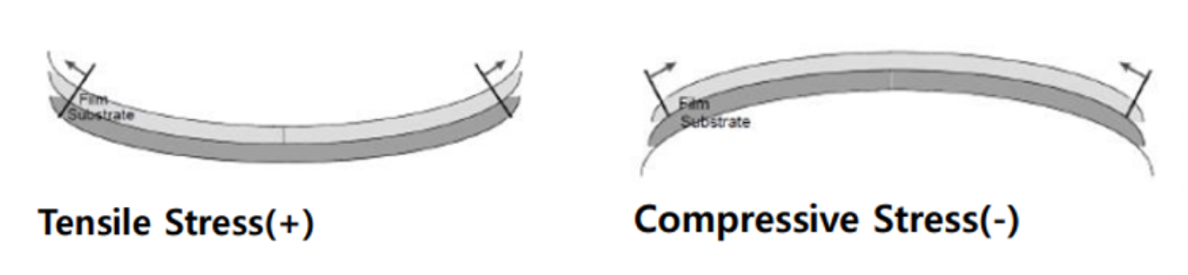 Film
Substrate
Film
Substrate
Tensile Stress(+)
Compressive Stress(-)